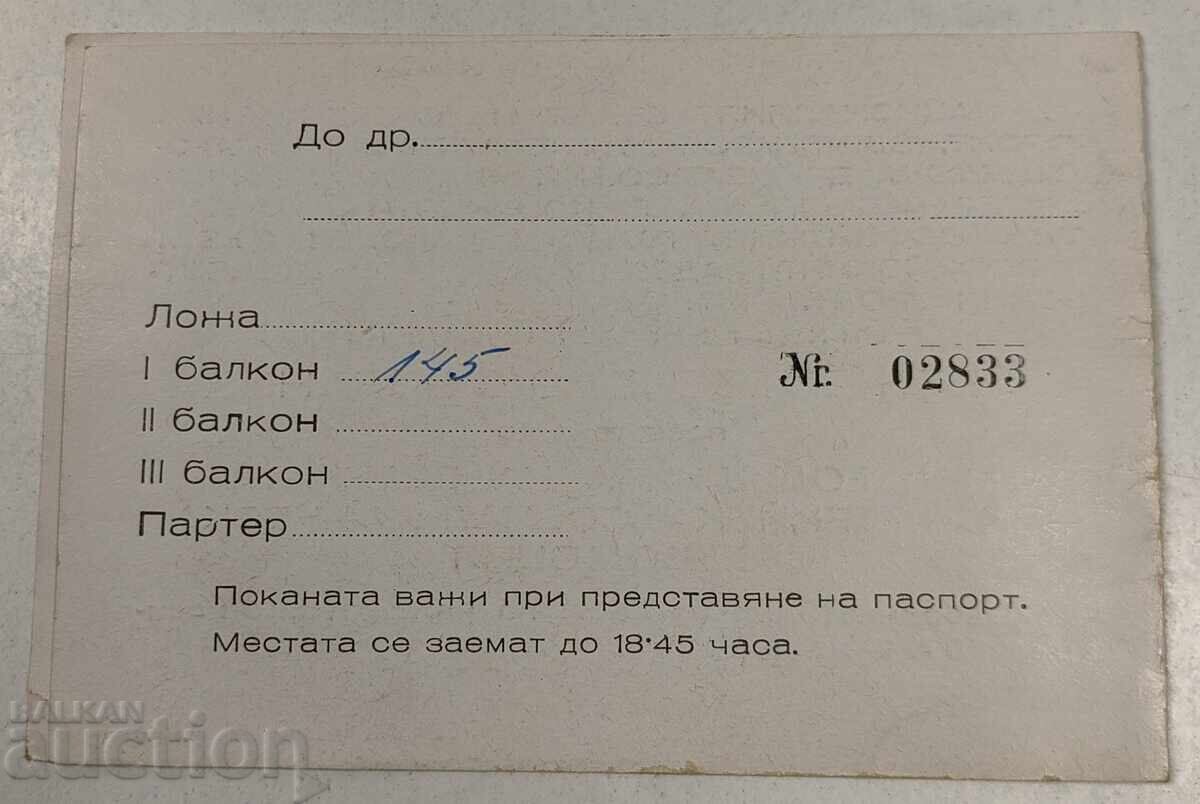 До др.
Ложа
I балкон 145
Nr. 02833
II балкон
III балкон
Партер
Поканата важи при представяне на паспорт.
Местата се заемат до 18·45 часа.
BALKAN
auction